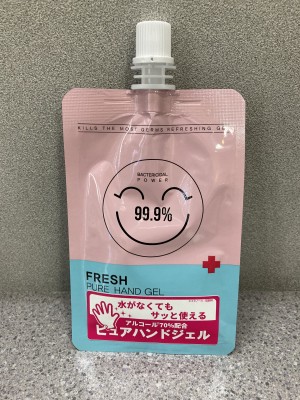 KILLS THE MOST GERMS REFRESHING GEL
BACTERICIDAL
POWER
99.9%
FRESH
PURE HAND GEL
水がなくても
サッと使える
アルコール70%配合
ピュアハンドジェル